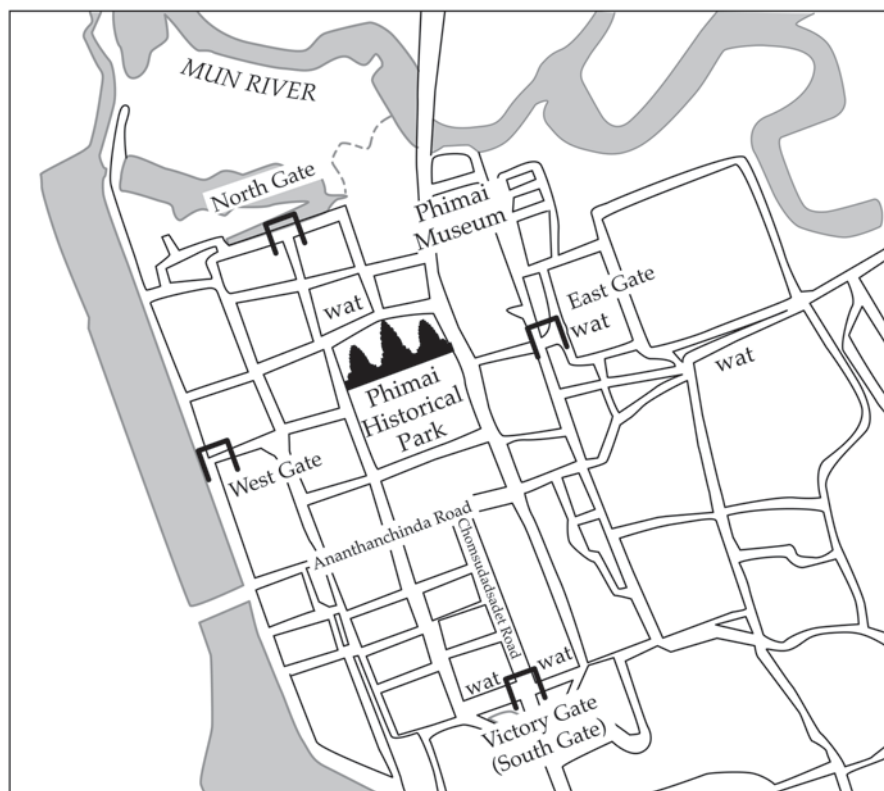 MUN RIVER
North Gate
Phimai
Museum
East Gate
wat
wat
wat
Phimai
Historical
Park
West Gate
Ananthanchinda Road
Chomsudadsadet Road
wat
wat
Victory Gate
(South Gate)